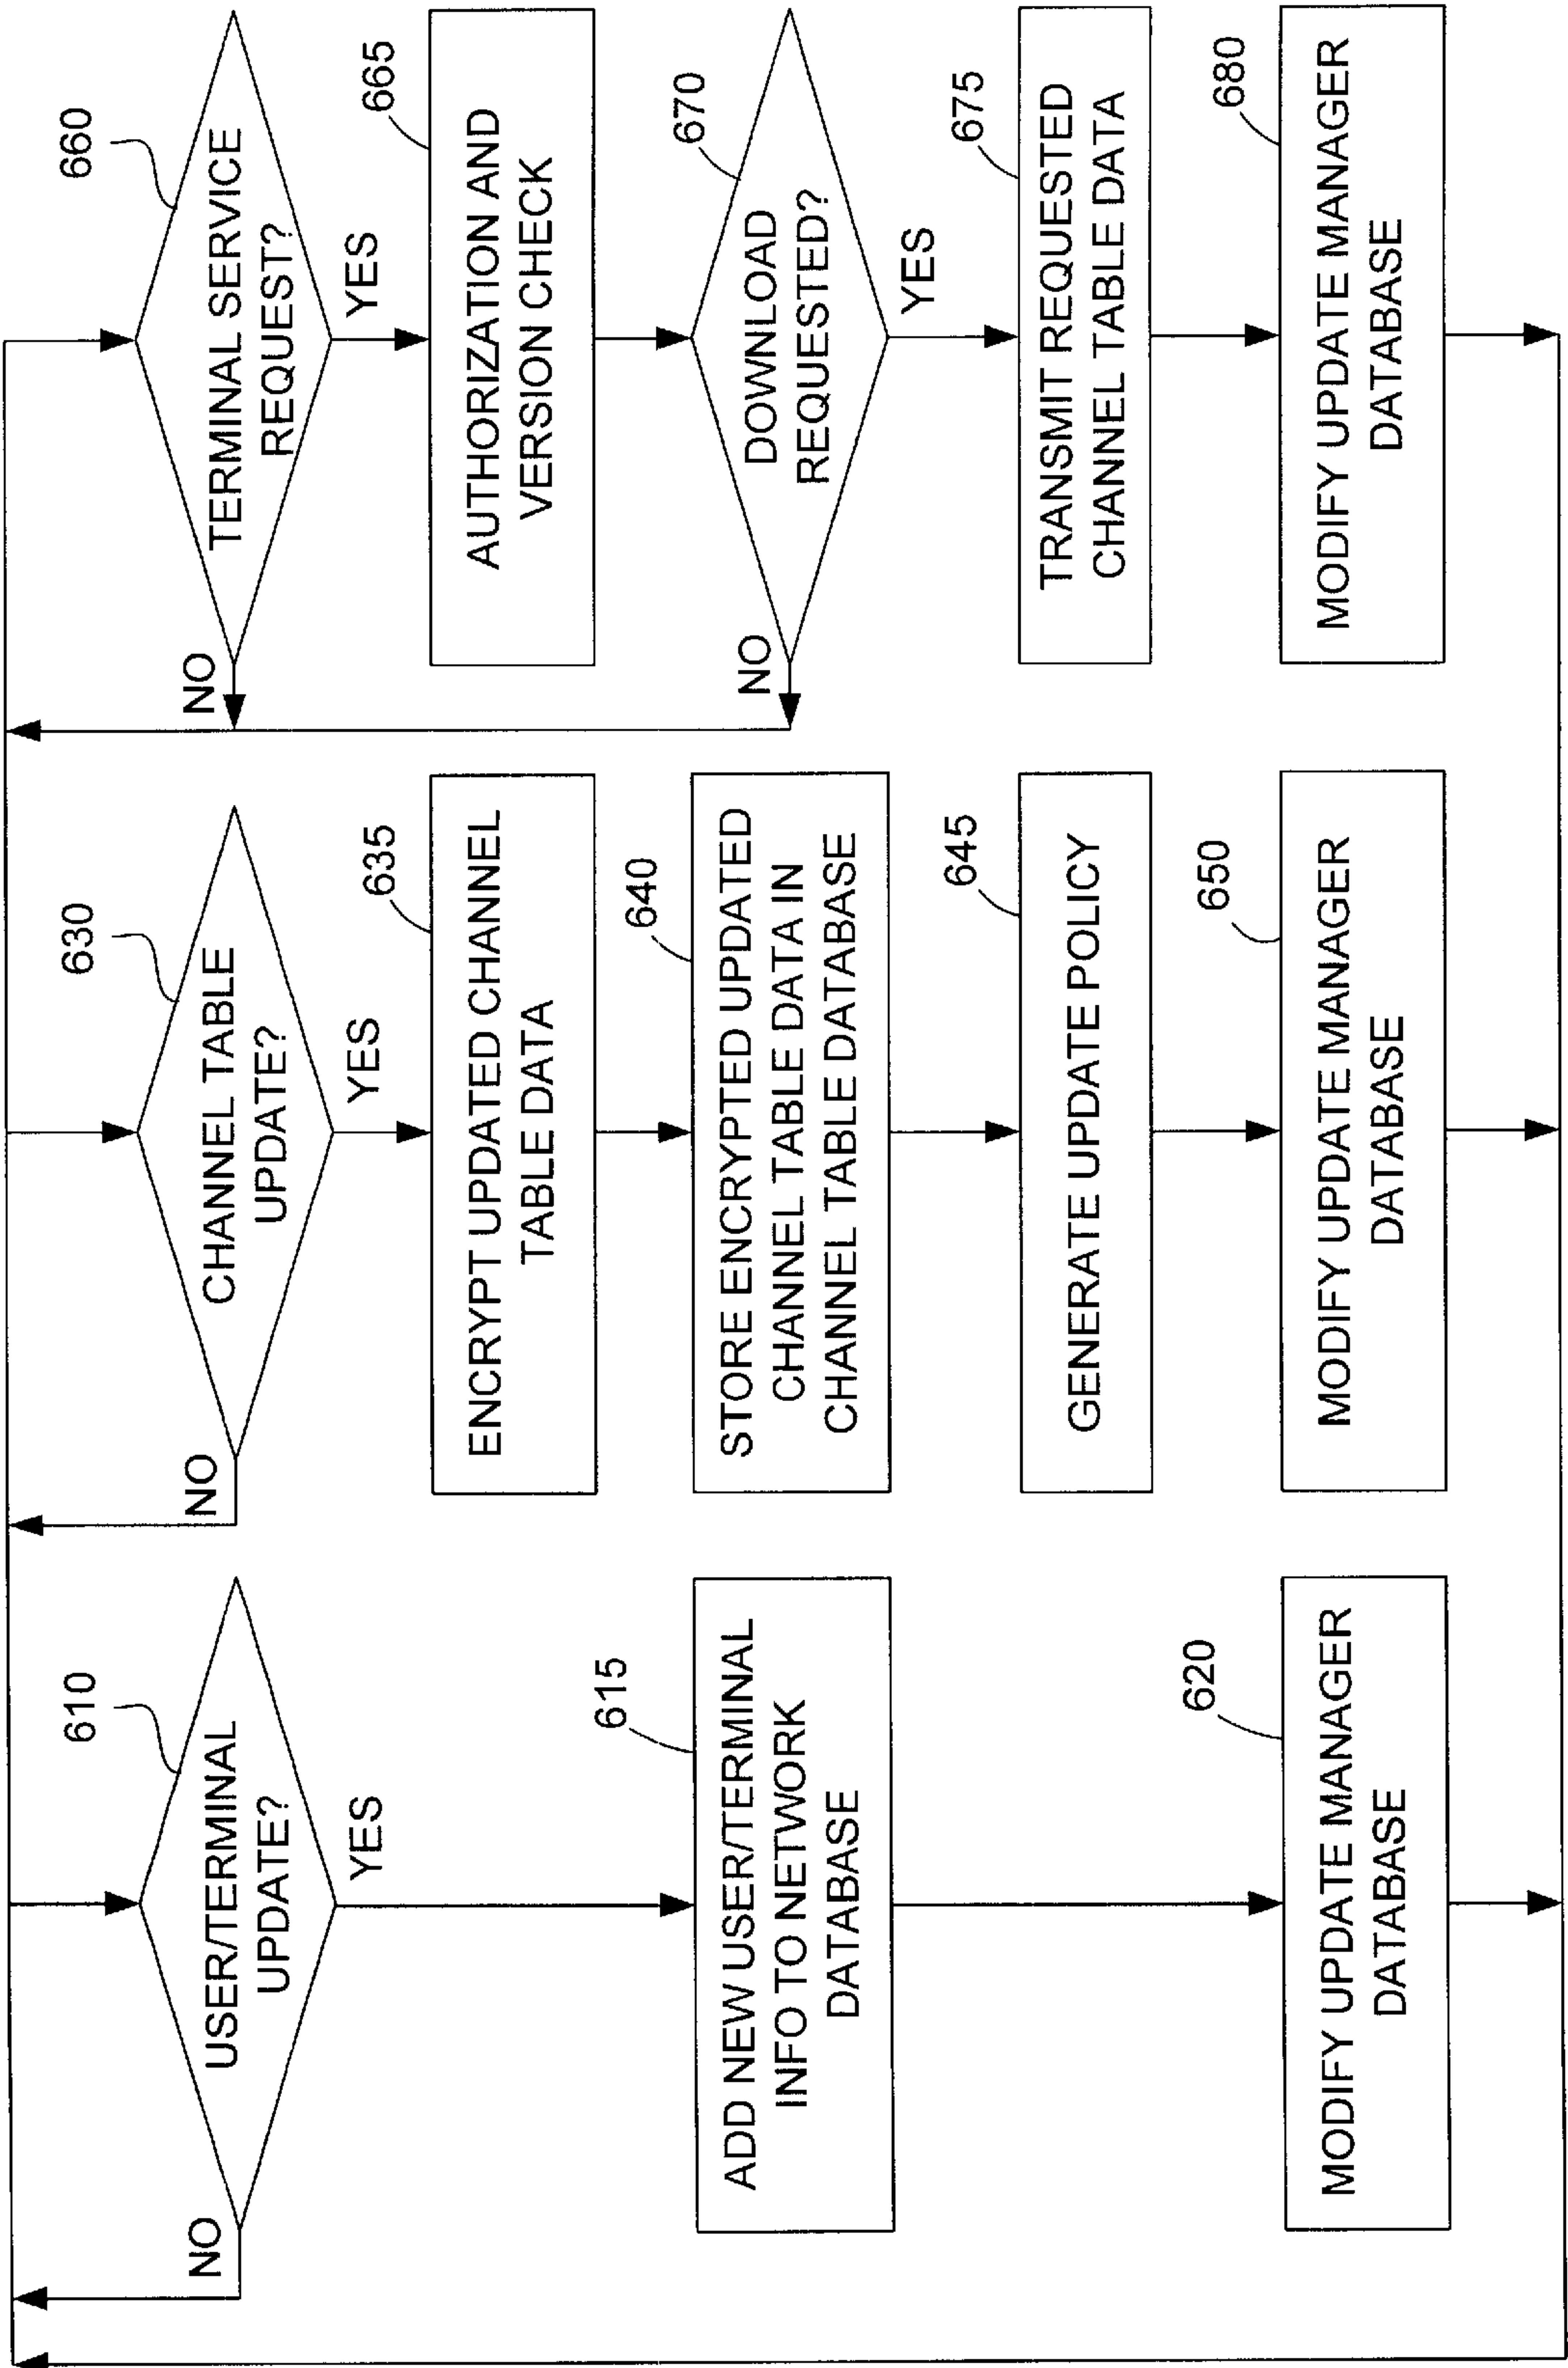 610
USER/TERMINAL
UPDATE?
NO
YES
615
ADD NEW USER/TERMINAL
INFO TO NETWORK
DATABASE
620
MODIFY UPDATE MANAGER
DATABASE
630
CHANNEL TABLE
UPDATE?
NO
YES
635
ENCRYPT UPDATED CHANNEL
TABLE DATA
640
STORE ENCRYPTED UPDATED
CHANNEL TABLE DATA IN
CHANNEL TABLE DATABASE
645
GENERATE UPDATE POLICY
650
MODIFY UPDATE MANAGER
DATABASE
660
TERMINAL SERVICE
REQUEST?
NO
YES
665
AUTHORIZATION AND
VERSION CHECK
670
DOWNLOAD
REQUESTED?
NO
YES
675
TRANSMIT REQUESTED
CHANNEL TABLE DATA
680
MODIFY UPDATE MANAGER
DATABASE